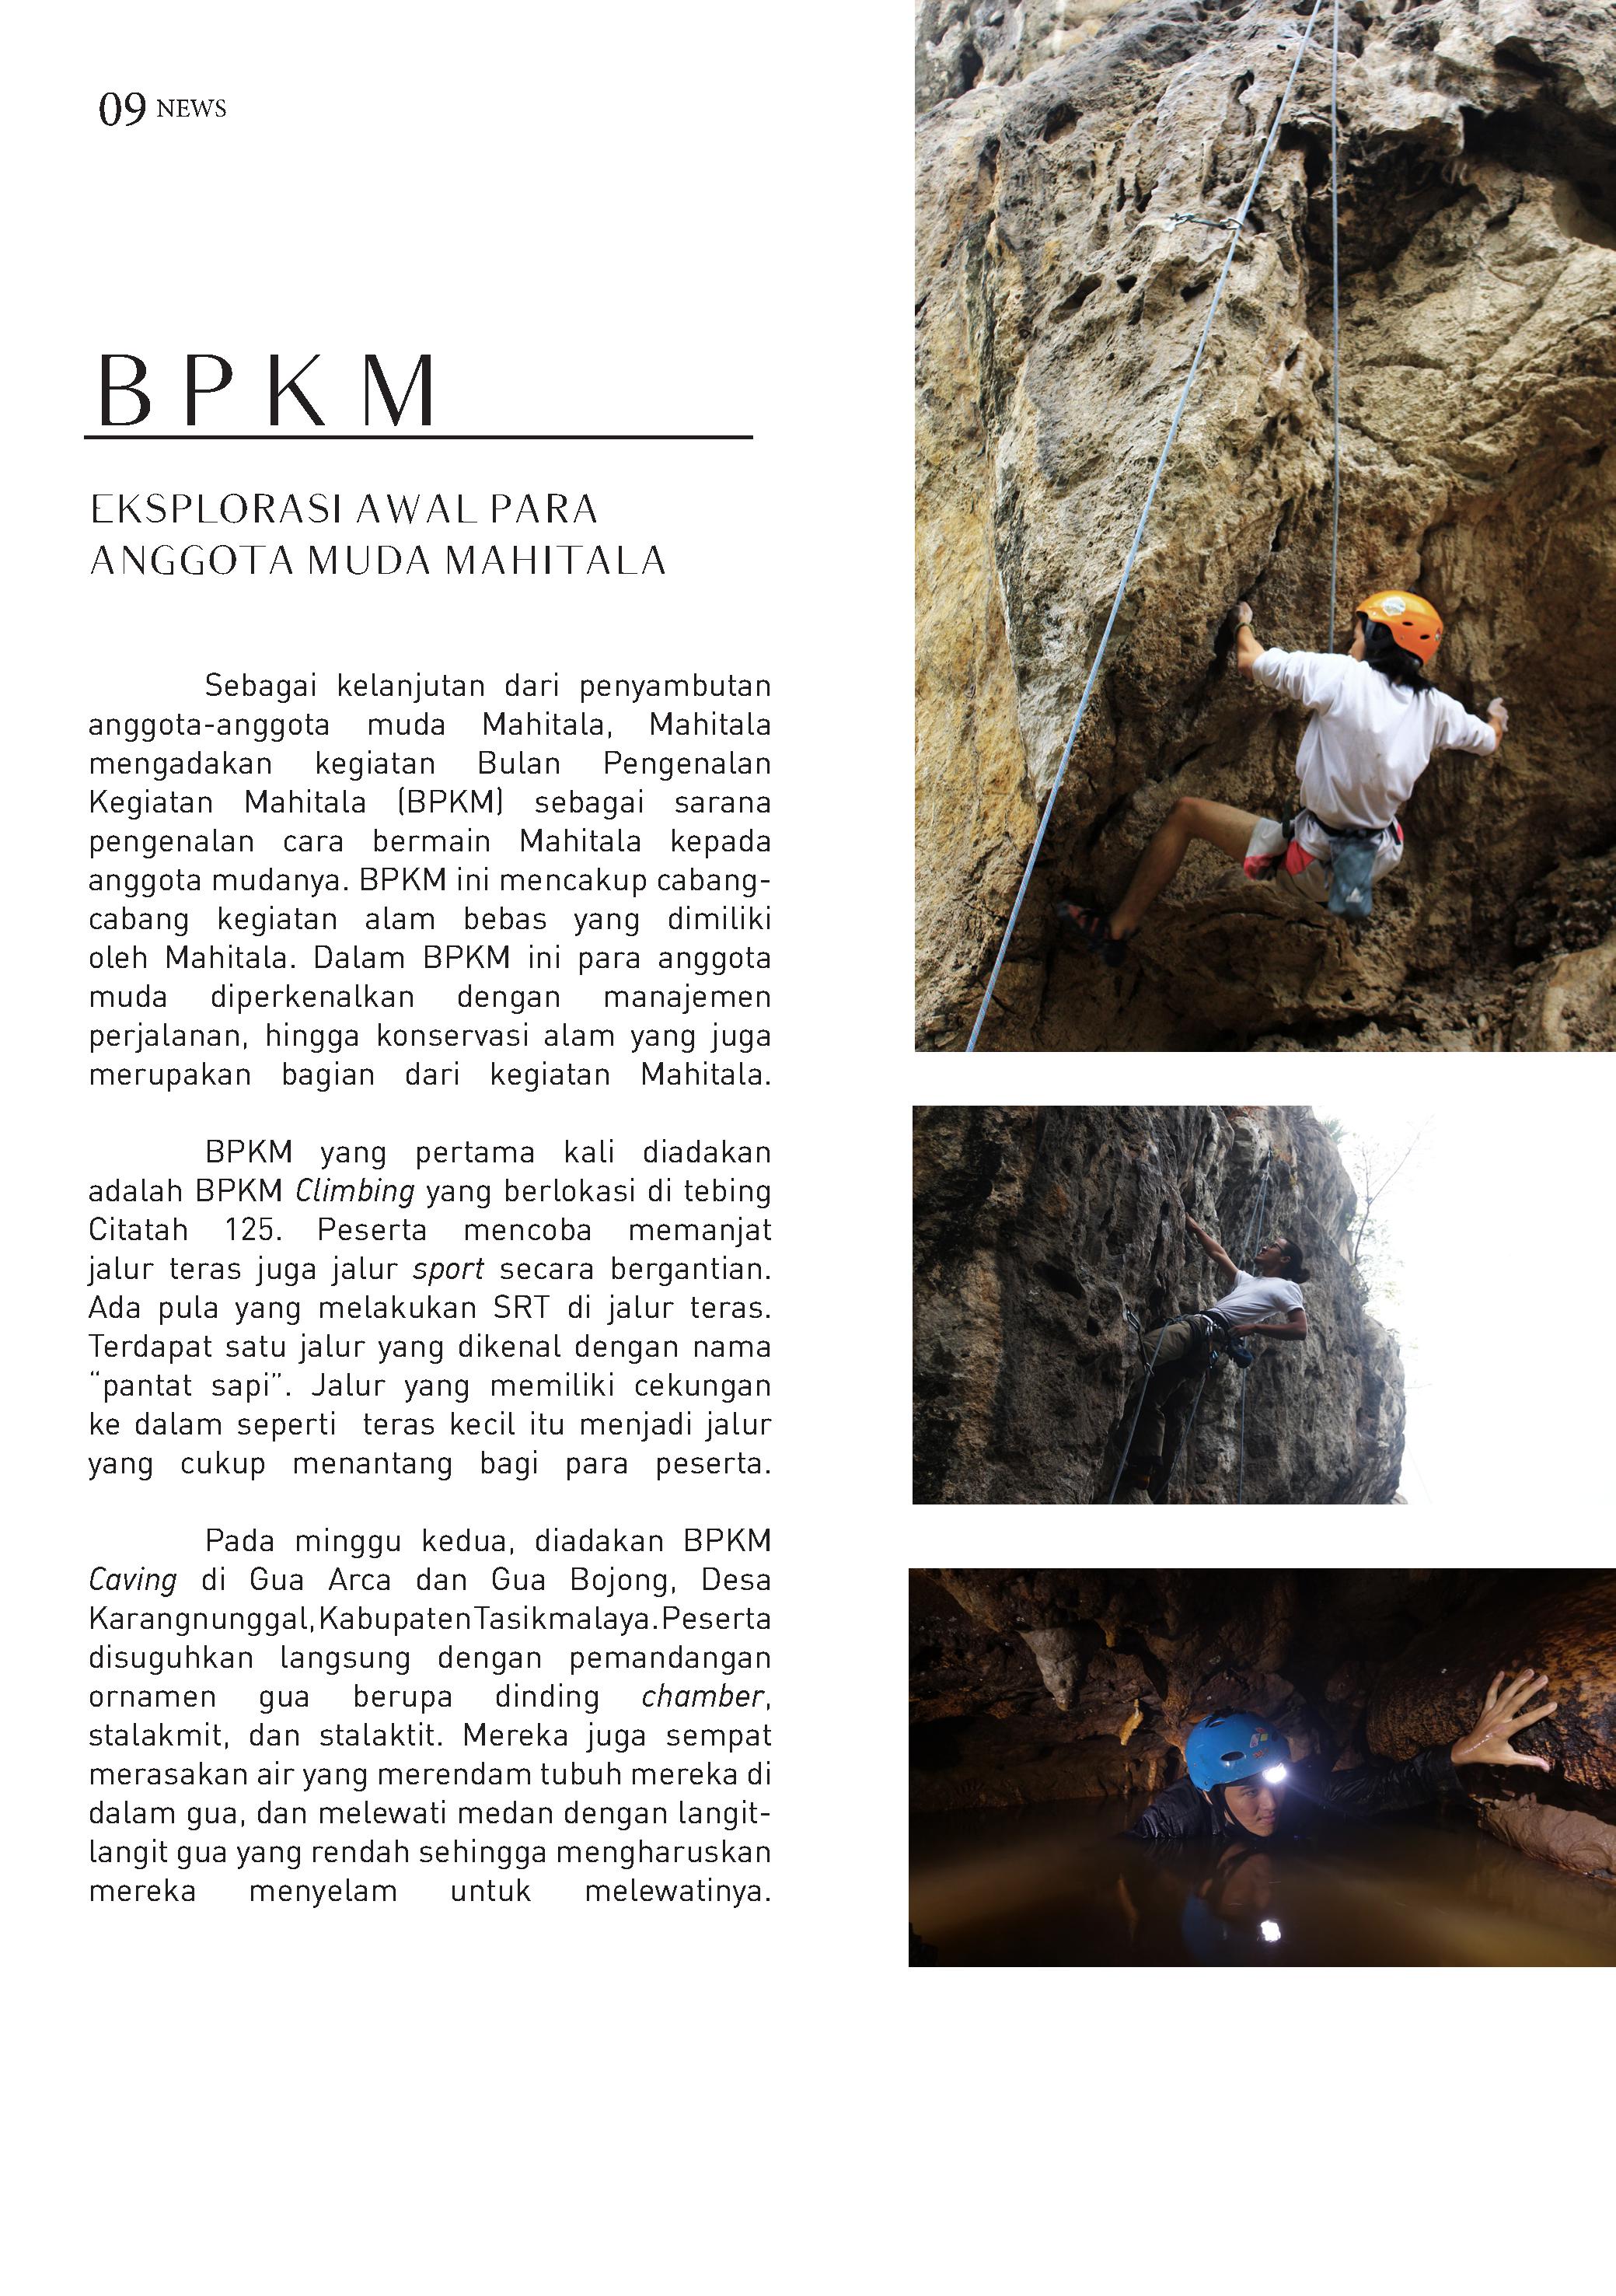 09 NEWS
BPKM
EKSPLORASI AWAL PARA
ANGGOTA MUDA MAHITALA
Sebagai kelanjutan dari penyambutan
anggota-anggota muda Mahitala, Mahitala
mengadakan kegiatan Bulan Pengenalan
Kegiatan Mahitala (BPKM) sebagai sarana
pengenalan cara bermain Mahitala kepada
anggota mudanya. BPKM ini mencakup cabang-
cabang kegiatan alam bebas yang dimiliki
oleh Mahitala. Dalam BPKM ini para anggota
muda diperkenalkan dengan manajemen
perjalanan, hingga konservasi alam yang juga
merupakan bagian dari kegiatan Mahitala.
BPKM yang pertama kali diadakan
adalah BPKM Climbing yang berlokasi di tebing
Citatah 125. Peserta mencoba memanjat
jalur teras juga jalur sport secara bergantian.
Ada pula yang melakukan SRT di jalur teras.
Terdapat satu jalur yang dikenal dengan nama
“pantat sapi”. Jalur yang memiliki cekungan
ke dalam seperti teras kecil itu menjadi jalur
yang cukup menantang bagi para peserta.
Pada minggu kedua, diadakan BPKM
Caving di Gua Arca dan Gua Bojong, Desa
Karangnunggal, Kabupaten Tasikmalaya. Peserta
disuguhkan langsung dengan pemandangan
ornamen gua berupa dinding chamber,
stalakmit, dan stalaktit. Mereka juga sempat
merasakan air yang merendam tubuh mereka di
dalam gua, dan melewati medan dengan langit-
langit gua yang rendah sehingga mengharuskan
mereka menyelam untuk melewatinya.